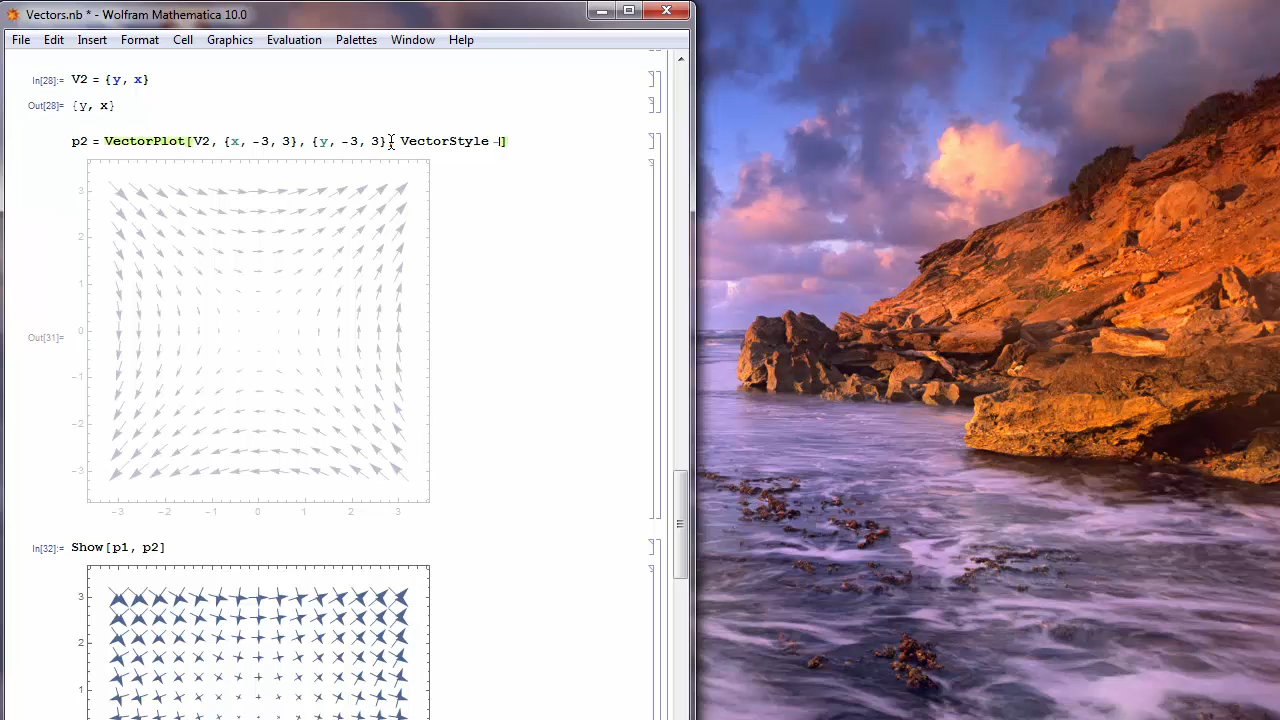 Vectors.nb * - Wolfram Mathematica 10.0
File Edit Insert Format Cell Graphics Evaluation Palettes Window Help
In[28]:= V2 = {y, x}
Out[28]= {y, x}
p2 = VectorPlot[V2, {x, -3, 3}, {y, -3, 3}, VectorStyle -]
3
2
1
0
-1
-2
-3
-3 -2 -1 0 1 2 3
Out[31]=
In[32]:= Show[p1, p2]
3
2
1